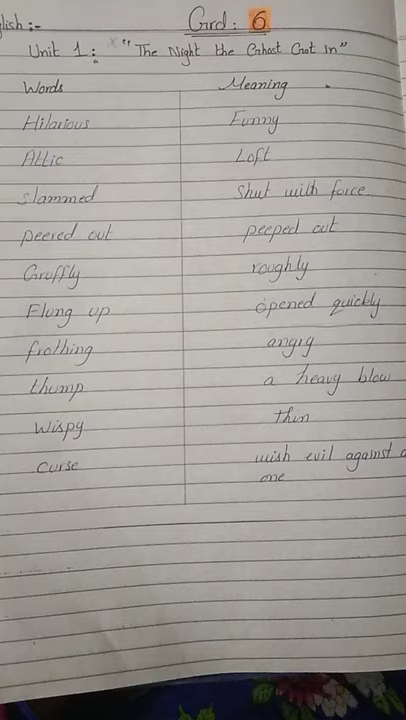 lish :-
Grd: 6
Unit 1: "The Night the Ghost Got In"
Words Meaning
Hilarious Funny
Attic Loft
slammed Shut with force
peered out peeped out
Gruffly roughly
Flung up opened quickly
frothing angry
thump a heavy blow
Wispy thin
Curse wish evil against
one